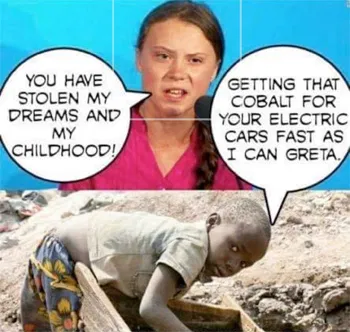 YOU HAVE
STOLEN MY
DREAMS AND
MY
CHILDHOOD!
GETTING THAT
COBALT FOR
YOUR ELECTRIC
CARS FAST AS
I CAN GRETA.